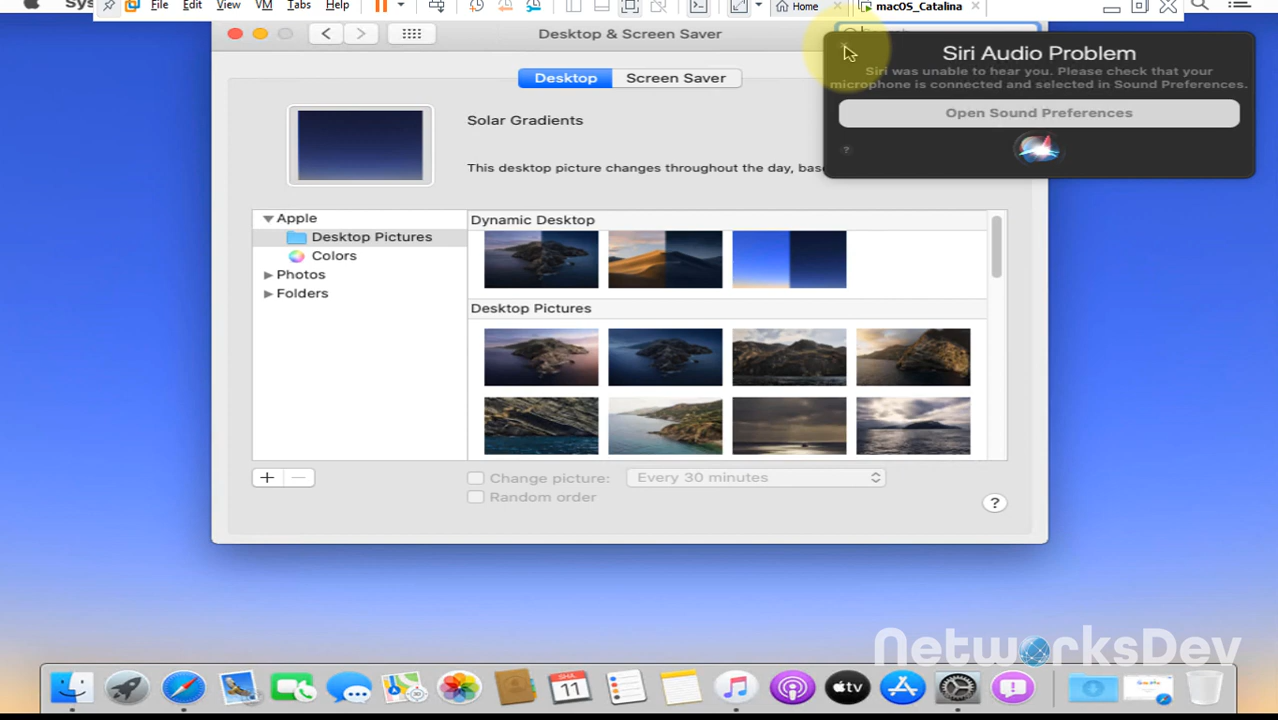 File Edit View VM Tabs Help
Home
macOS_Catalina
Desktop & Screen Saver
Siri Audio Problem
Siri was unable to hear you. Please check that your
microphone is connected and selected in Sound Preferences.
Open Sound Preferences
?
Desktop
Screen Saver
Solar Gradients
This desktop picture changes throughout the day, bas
Apple
Desktop Pictures
Colors
Photos
Folders
Dynamic Desktop
Desktop Pictures
+
−
Change picture:
Every 30 minutes
Random order
?
NetworksDev
11
tv